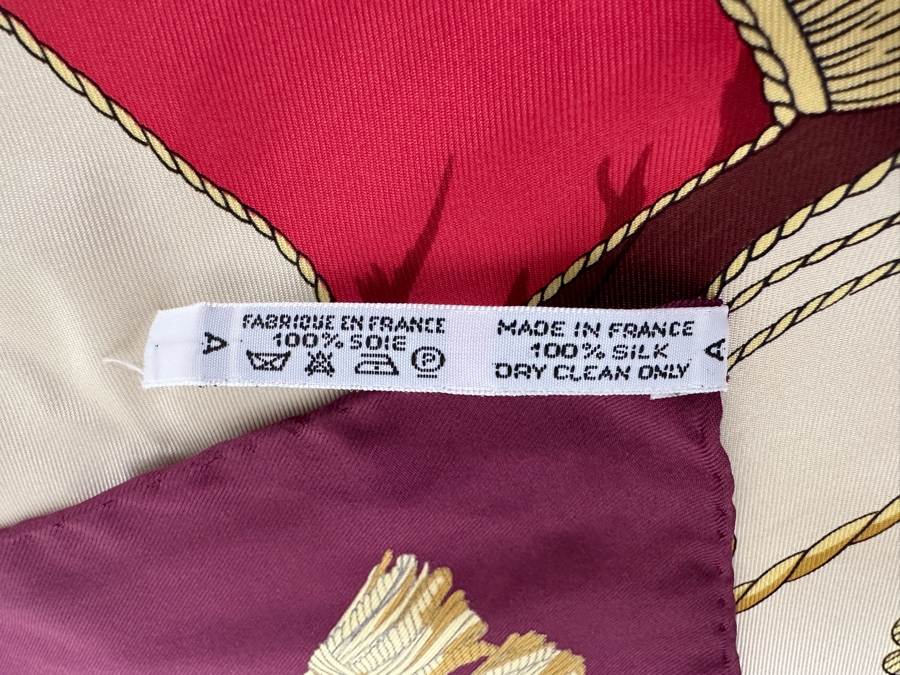 A
FABRIQUE EN FRANCE
100% SOIE
P
MADE IN FRANCE
100% SILK
DRY CLEAN ONLY
A